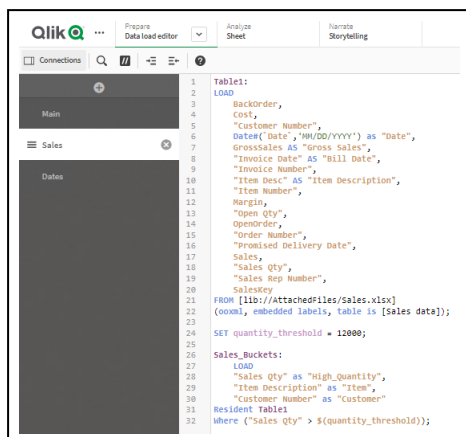 Qlik
...
Prepare
Data load editor
Analyze
Sheet
Narrate
Storytelling
Connections
Main
Sales
Dates
1 Table1:
2 LOAD
3 BackOrder,
4 Cost,
5 "Customer Number",
6 Date#(`Date`,'MM/DD/YYYY') as "Date",
7 GrossSales AS "Gross Sales",
8 "Invoice Date" AS "Bill Date",
9 "Invoice Number",
10 "Item Desc" AS "Item Description",
11 "Item Number",
12 Margin,
13 "Open Qty",
14 OpenOrder,
15 "Order Number",
16 "Promised Delivery Date",
17 Sales,
18 "Sales Qty",
19 "Sales Rep Number",
20 SalesKey
21 FROM [lib://AttachedFiles/Sales.xlsx]
22 (ooxml, embedded labels, table is [Sales data]);
23
24 SET quantity_threshold = 12000;
25
26 Sales_Buckets:
27 LOAD
28 "Sales Qty" as "High_Quantity",
29 "Item Description" as "Item",
30 "Customer Number" as "Customer"
31 Resident Table1
32 Where ("Sales Qty" > $(quantity_threshold));